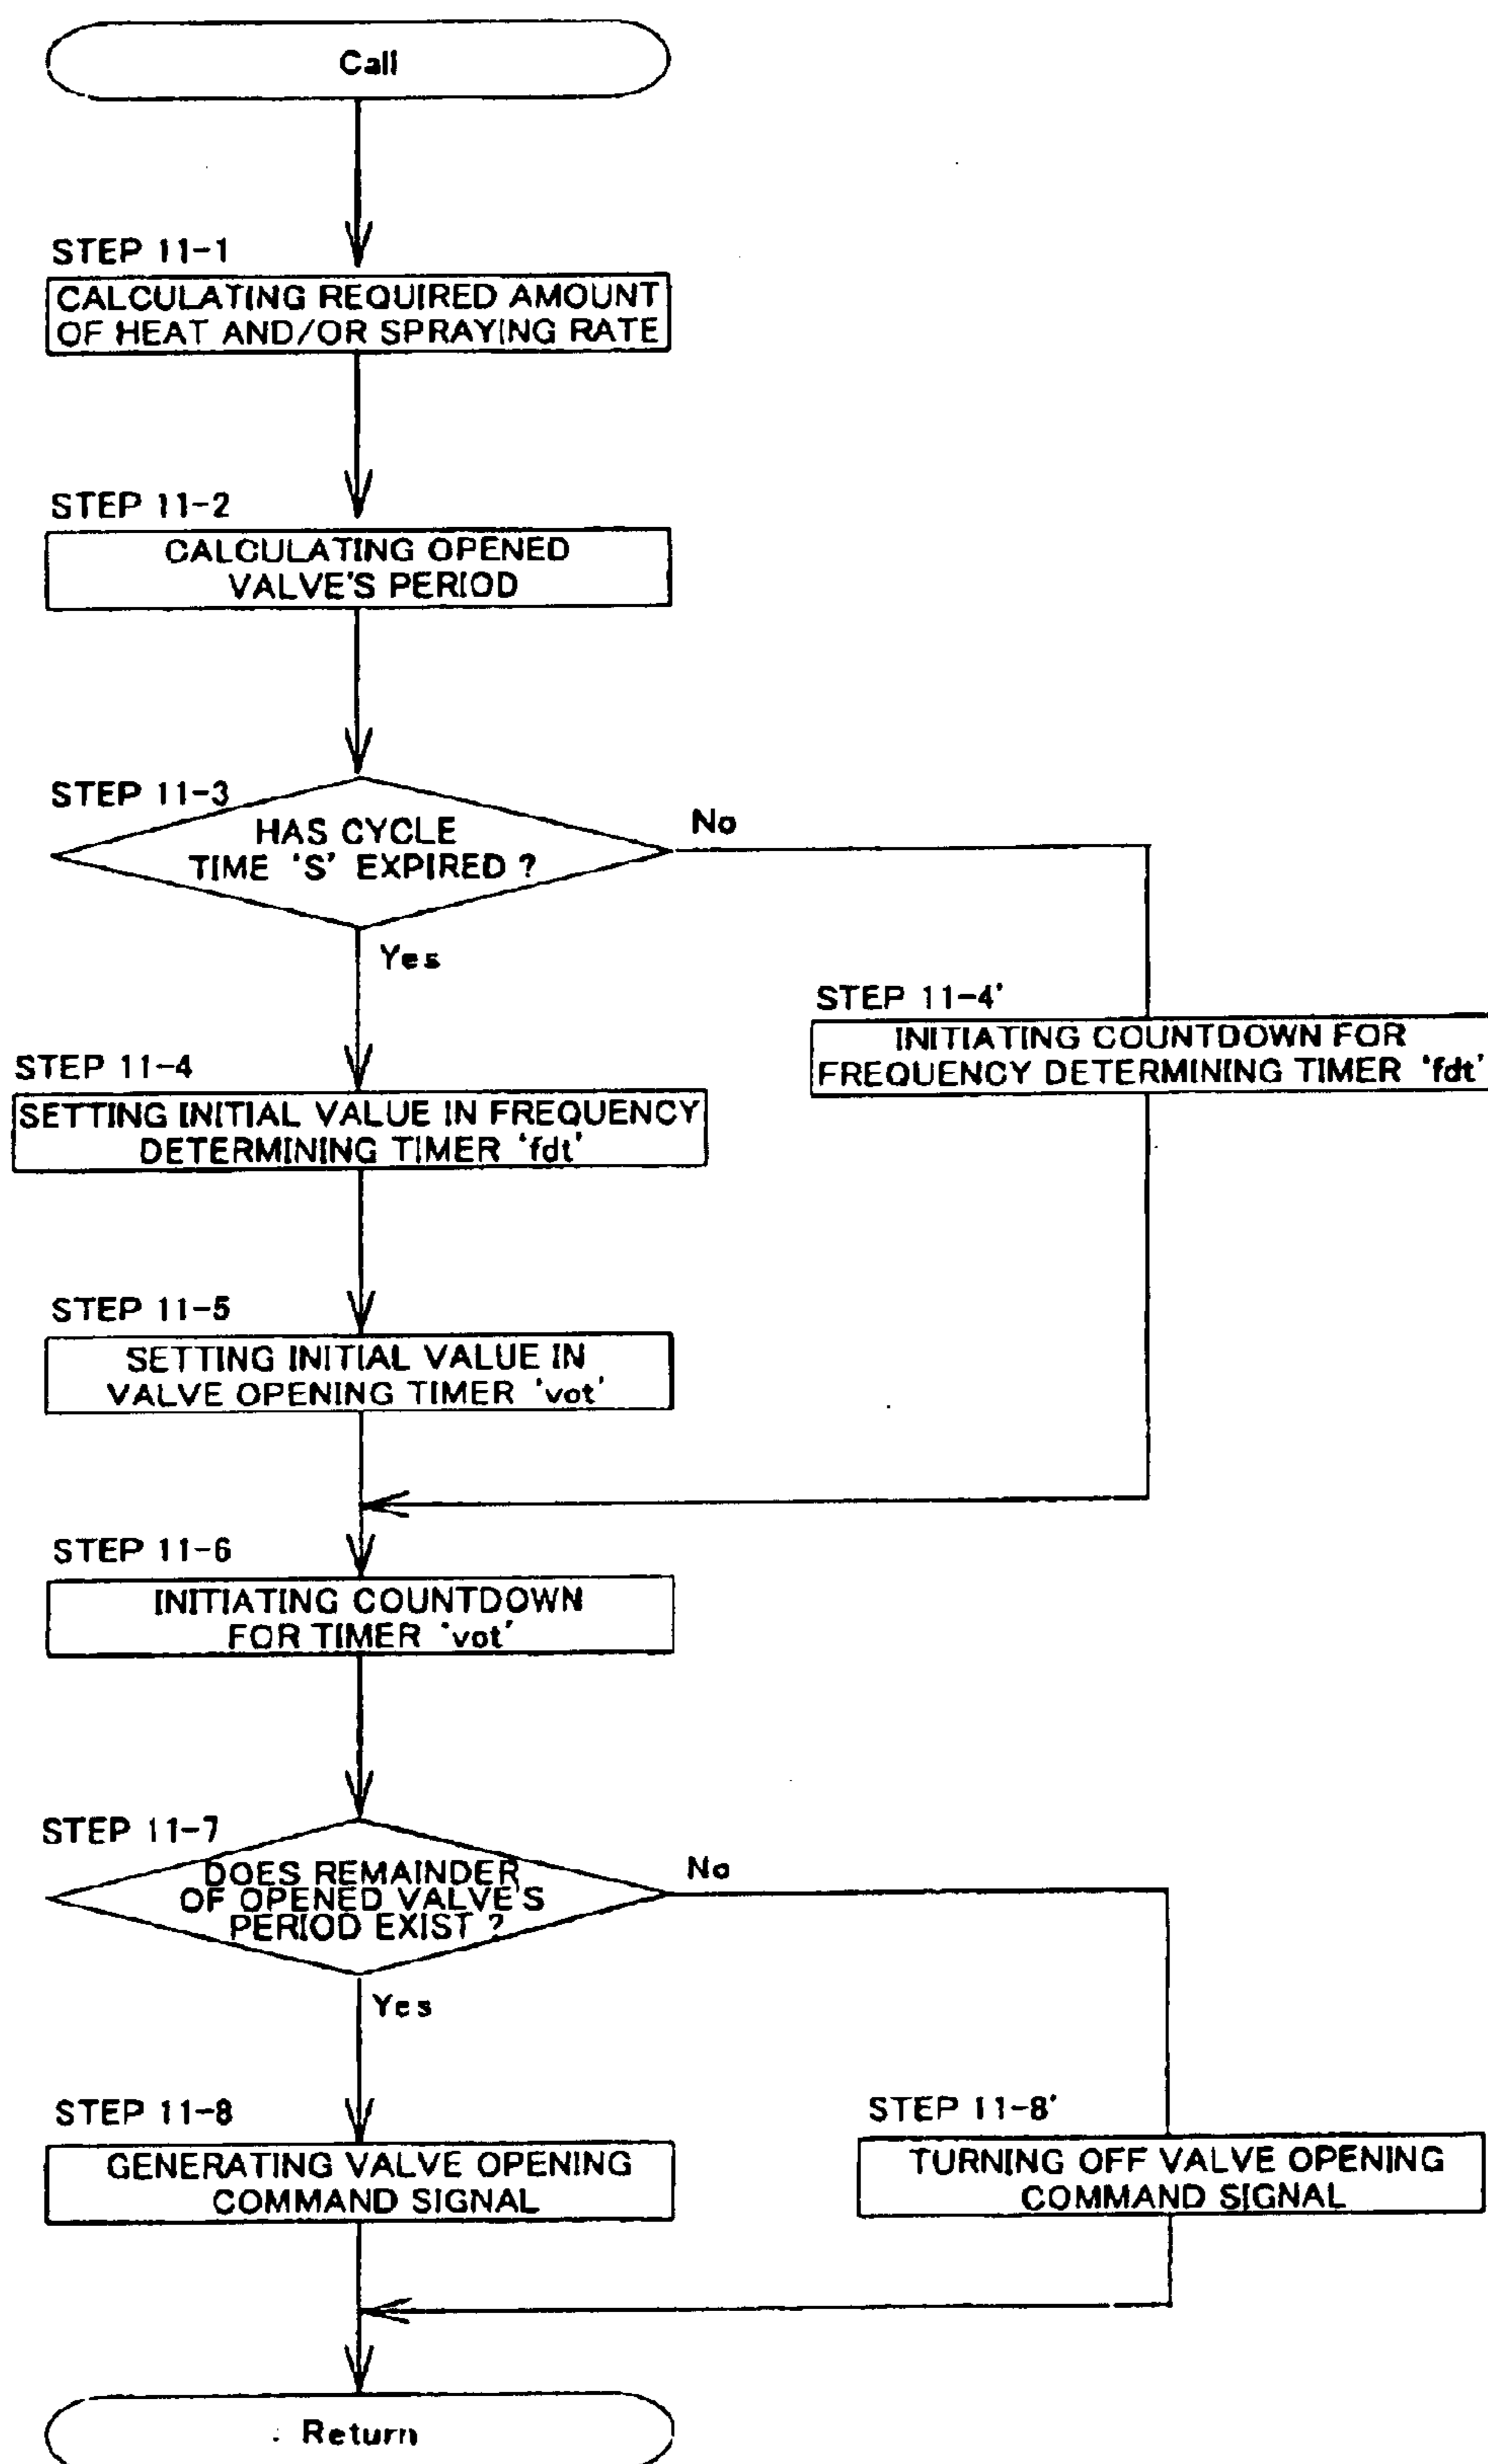 Call
STEP 11-1
CALCULATING REQUIRED AMOUNT
OF HEAT AND/OR SPRAYING RATE
STEP 11-2
CALCULATING OPENED
VALVE'S PERIOD
STEP 11-3
HAS CYCLE
TIME 'S' EXPIRED ?
No
Yes
STEP 11-4'
INITIATING COUNTDOWN FOR
FREQUENCY DETERMINING TIMER 'fdt'
STEP 11-4
SETTING INITIAL VALUE IN FREQUENCY
DETERMINING TIMER 'fdt'
STEP 11-5
SETTING INITIAL VALUE IN
VALVE OPENING TIMER 'vot'
STEP 11-6
INITIATING COUNTDOWN
FOR TIMER 'vot'
STEP 11-7
DOES REMAINDER
OF OPENED VALVE'S
PERIOD EXIST ?
No
Yes
STEP 11-8
GENERATING VALVE OPENING
COMMAND SIGNAL
STEP 11-8'
TURNING OFF VALVE OPENING
COMMAND SIGNAL
Return